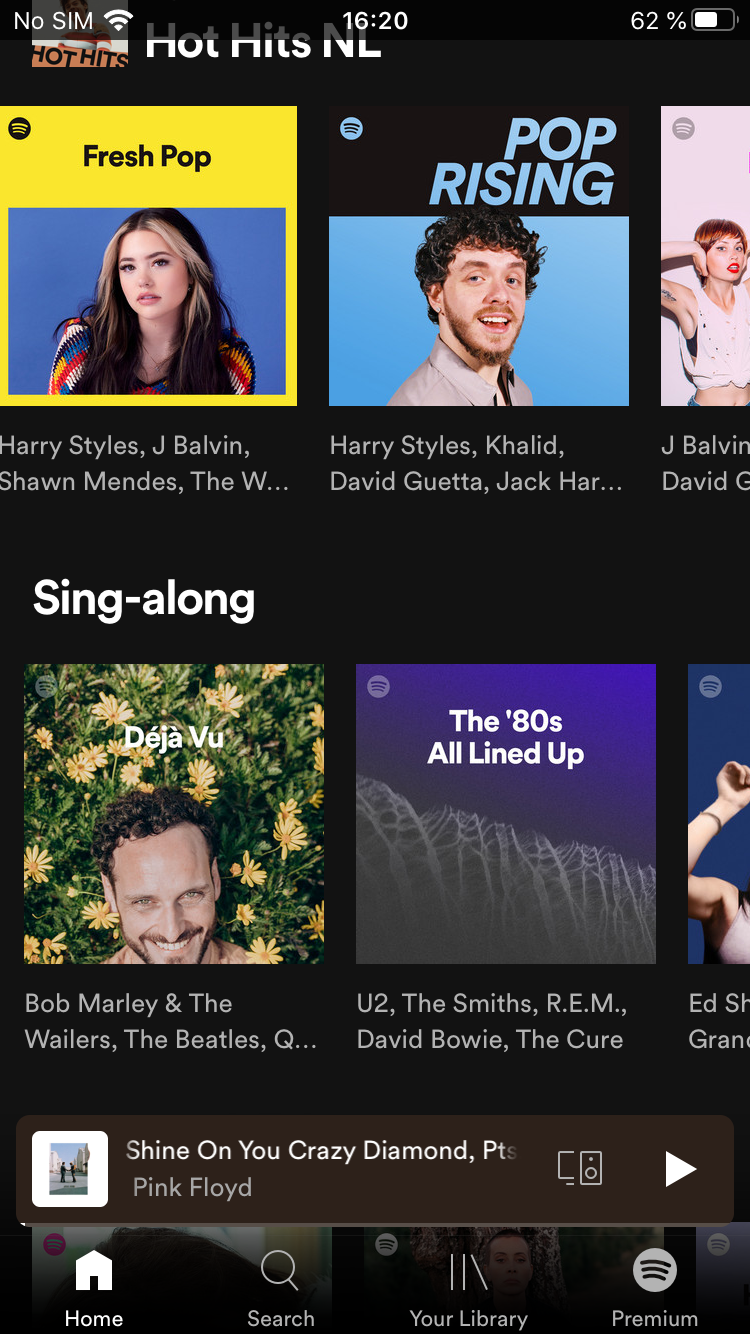 No SIM 16:20 62 %
HOT HITS
Hot Hits NL
Fresh Pop
POP
RISING
Harry Styles, J Balvin,
Shawn Mendes, The W...
Harry Styles, Khalid,
David Guetta, Jack Har...
J Balvin
David G
Sing-along
Déjà Vu
The '80s
All Lined Up
Bob Marley & The
Wailers, The Beatles, Q...
U2, The Smiths, R.E.M.,
David Bowie, The Cure
Ed Sh
Gran
Shine On You Crazy Diamond, Pts
Pink Floyd
Home
Search
Your Library
Premium